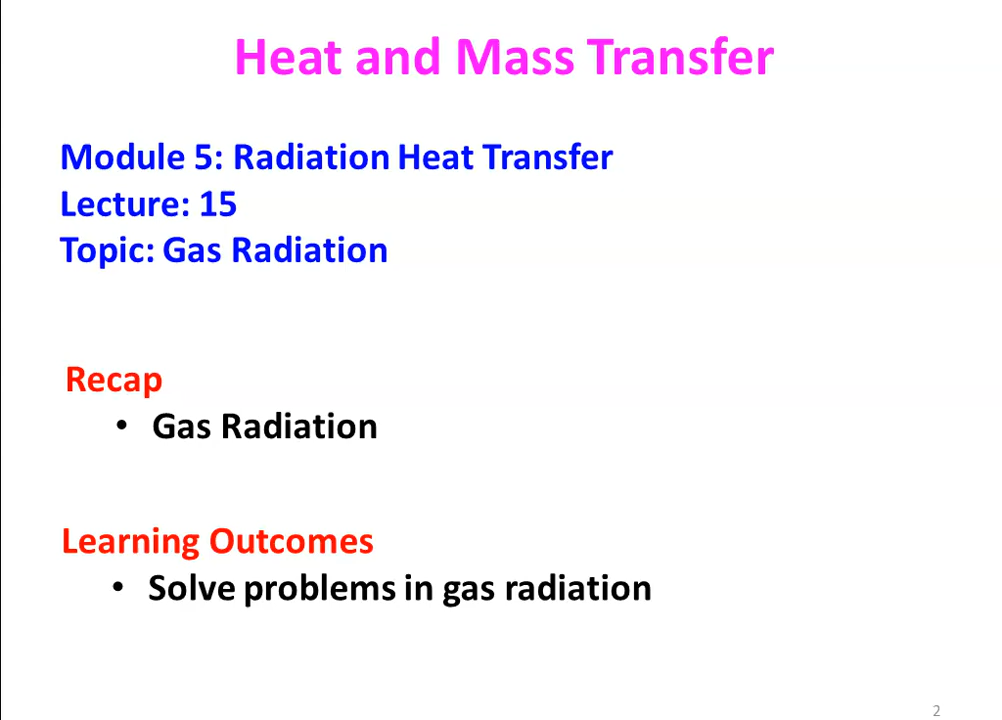 Heat and Mass Transfer
Module 5: Radiation Heat Transfer
Lecture: 15
Topic: Gas Radiation
Recap
• Gas Radiation
Learning Outcomes
• Solve problems in gas radiation
2